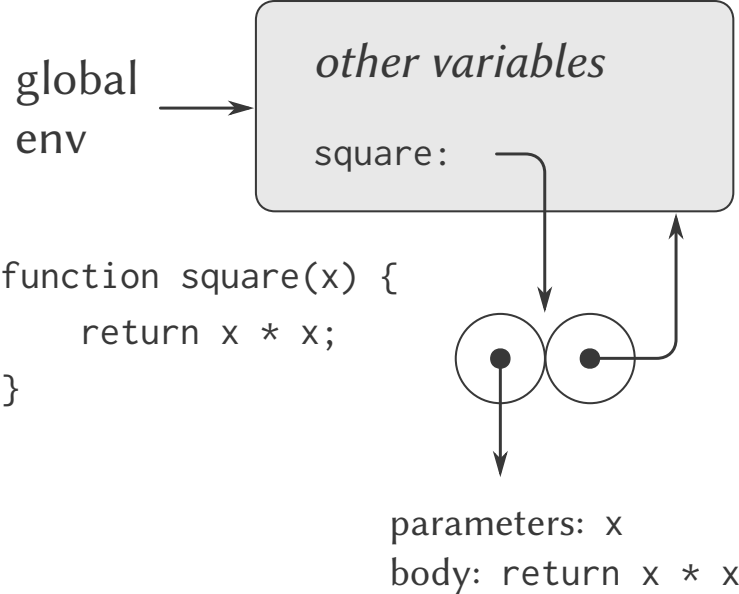 global
env
other variables
square:
function square(x) {
    return x * x;
}
parameters: x
body: return x * x